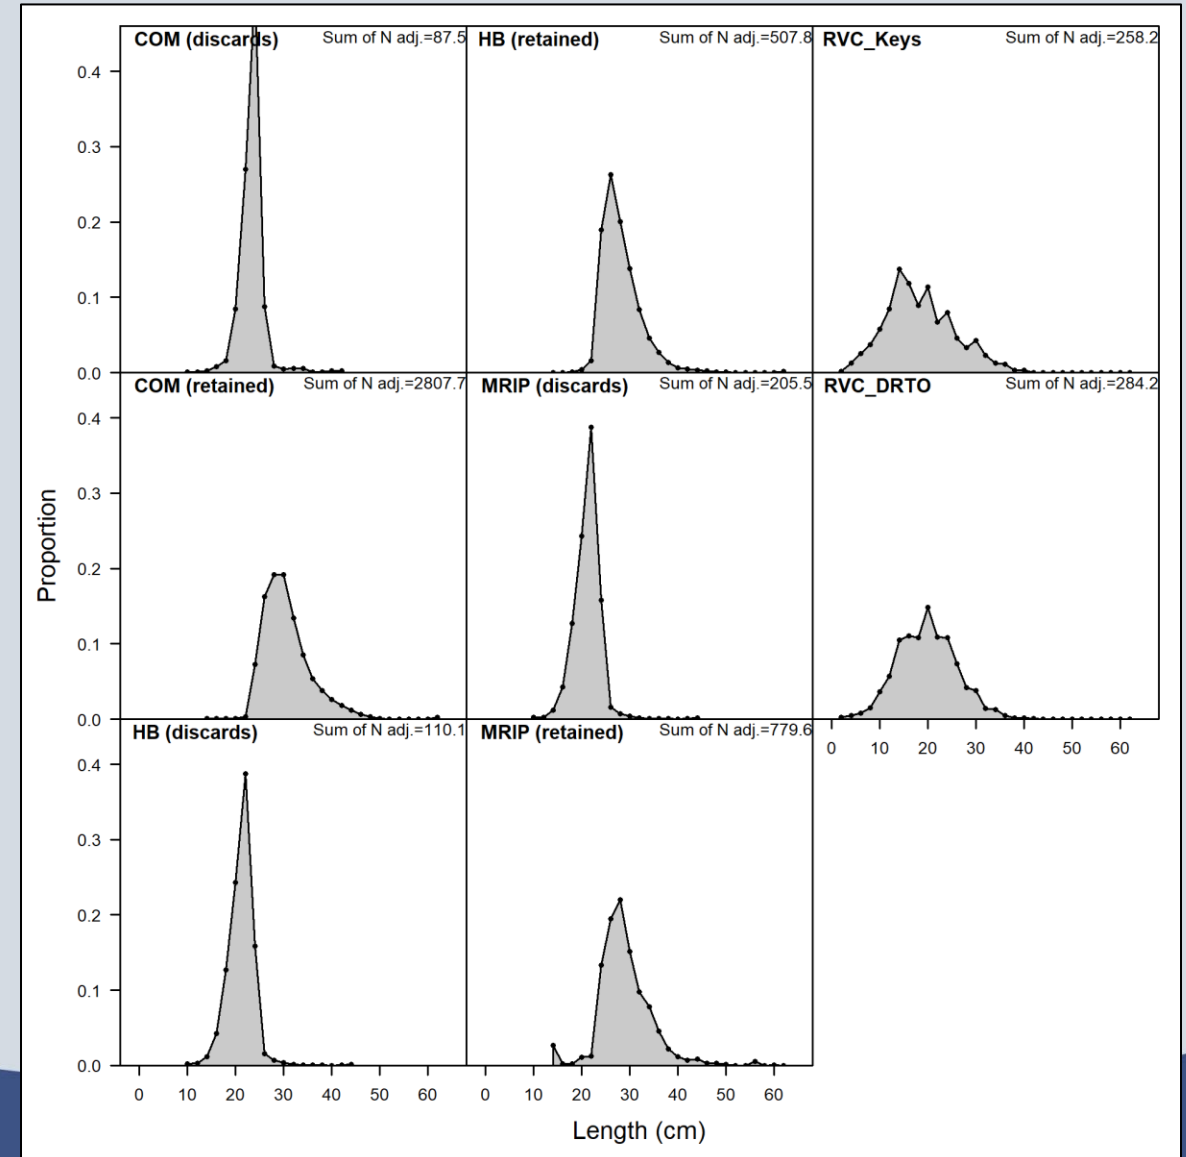 COM (discards) Sum of N adj.=87.5
HB (retained) Sum of N adj.=507.8
RVC_Keys Sum of N adj.=258.2
0.4
0.3
0.2
0.1
0.0
COM (retained) Sum of N adj.=2807.7
MRIP (discards) Sum of N adj.=205.5
RVC_DRTO Sum of N adj.=284.2
0.4
0.3
0.2
0.1
0.0
0 10 20 30 40 50 60
HB (discards) Sum of N adj.=110.1
MRIP (retained) Sum of N adj.=779.6
0.4
0.3
0.2
0.1
0.0
0 10 20 30 40 50 60
0 10 20 30 40 50 60
Proportion
Length (cm)